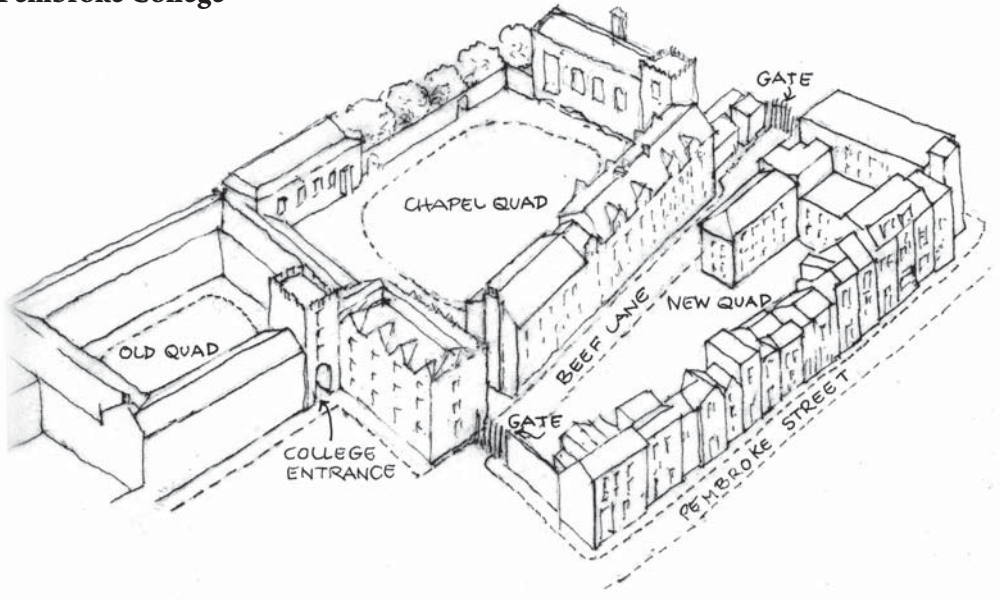 Pembroke College
GATE
CHAPEL QUAD
NEW QUAD
BEEF LANE
OLD QUAD
GATE
COLLEGE
ENTRANCE
PEMBROKE STREET